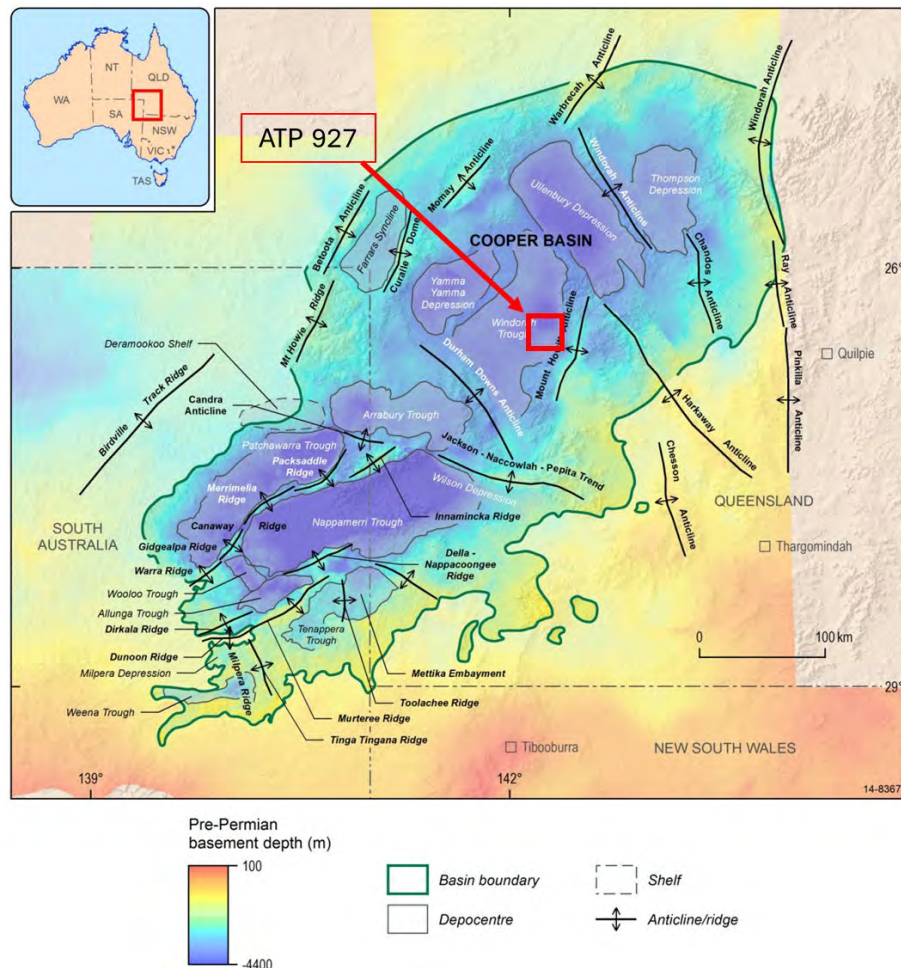 NT
QLD
WA
SA
NSW
VIC
TAS
ATP 927
Warbrecah Anticline
Windorah Anticline
Momay Anticline
Windorah Anticline
Thompson
Depression
Ullenbury Depression
Betoota Anticline
Farrars Syncline
Curalle Dome
COOPER BASIN
Chandos Anticline
Ray Anticline
26°
Yamma
Yamma
Depression
Windorah
Trough
Mt Howie Ridge
Mount Howitt Anticline
Durham Downs Anticline
Quilpie
Deramookoo Shelf
Pinkilla Anticline
Birdville Track Ridge
Candra
Anticline
Arrabury Trough
Harkaway Anticline
Patchawarra Trough
Packsaddle
Ridge
Jackson - Naccowlah - Pepita Trend
Chesson Anticline
Merrimelia
Ridge
Wilson Depression
QUEENSLAND
SOUTH
AUSTRALIA
Nappamerri Trough
Innamincka Ridge
Canaway Ridge
Gidgealpa Ridge
Thargomindah
Warra Ridge
Della -
Nappacoongee
Ridge
Wooloo Trough
Allunga Trough
Dirkala Ridge
Tenappera
Trough
0 100 km
Dunoon Ridge
Milpera Depression
Milpera Ridge
Mettika Embayment
29°
Weena Trough
Toolachee Ridge
Murteree Ridge
Tinga Tingana Ridge
Tibooburra
NEW SOUTH WALES
139°
142°
14-8367
Pre-Permian
basement depth (m)
100
-4400
Basin boundary
Shelf
Depocentre
Anticline/ridge